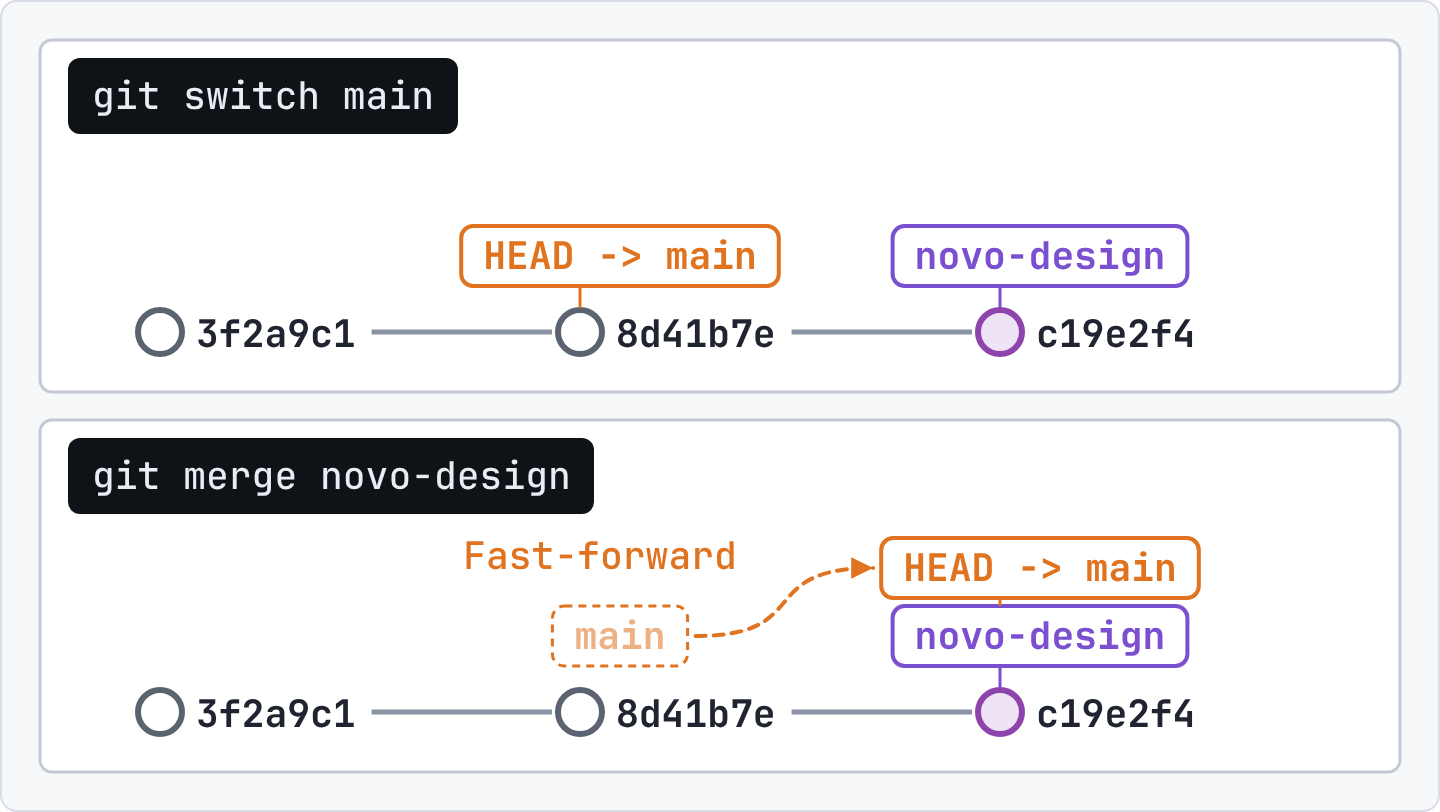 git switch main
HEAD -> main
novo-design
3f2a9c1
8d41b7e
c19e2f4
git merge novo-design
Fast-forward
HEAD -> main
main
novo-design
3f2a9c1
8d41b7e
c19e2f4